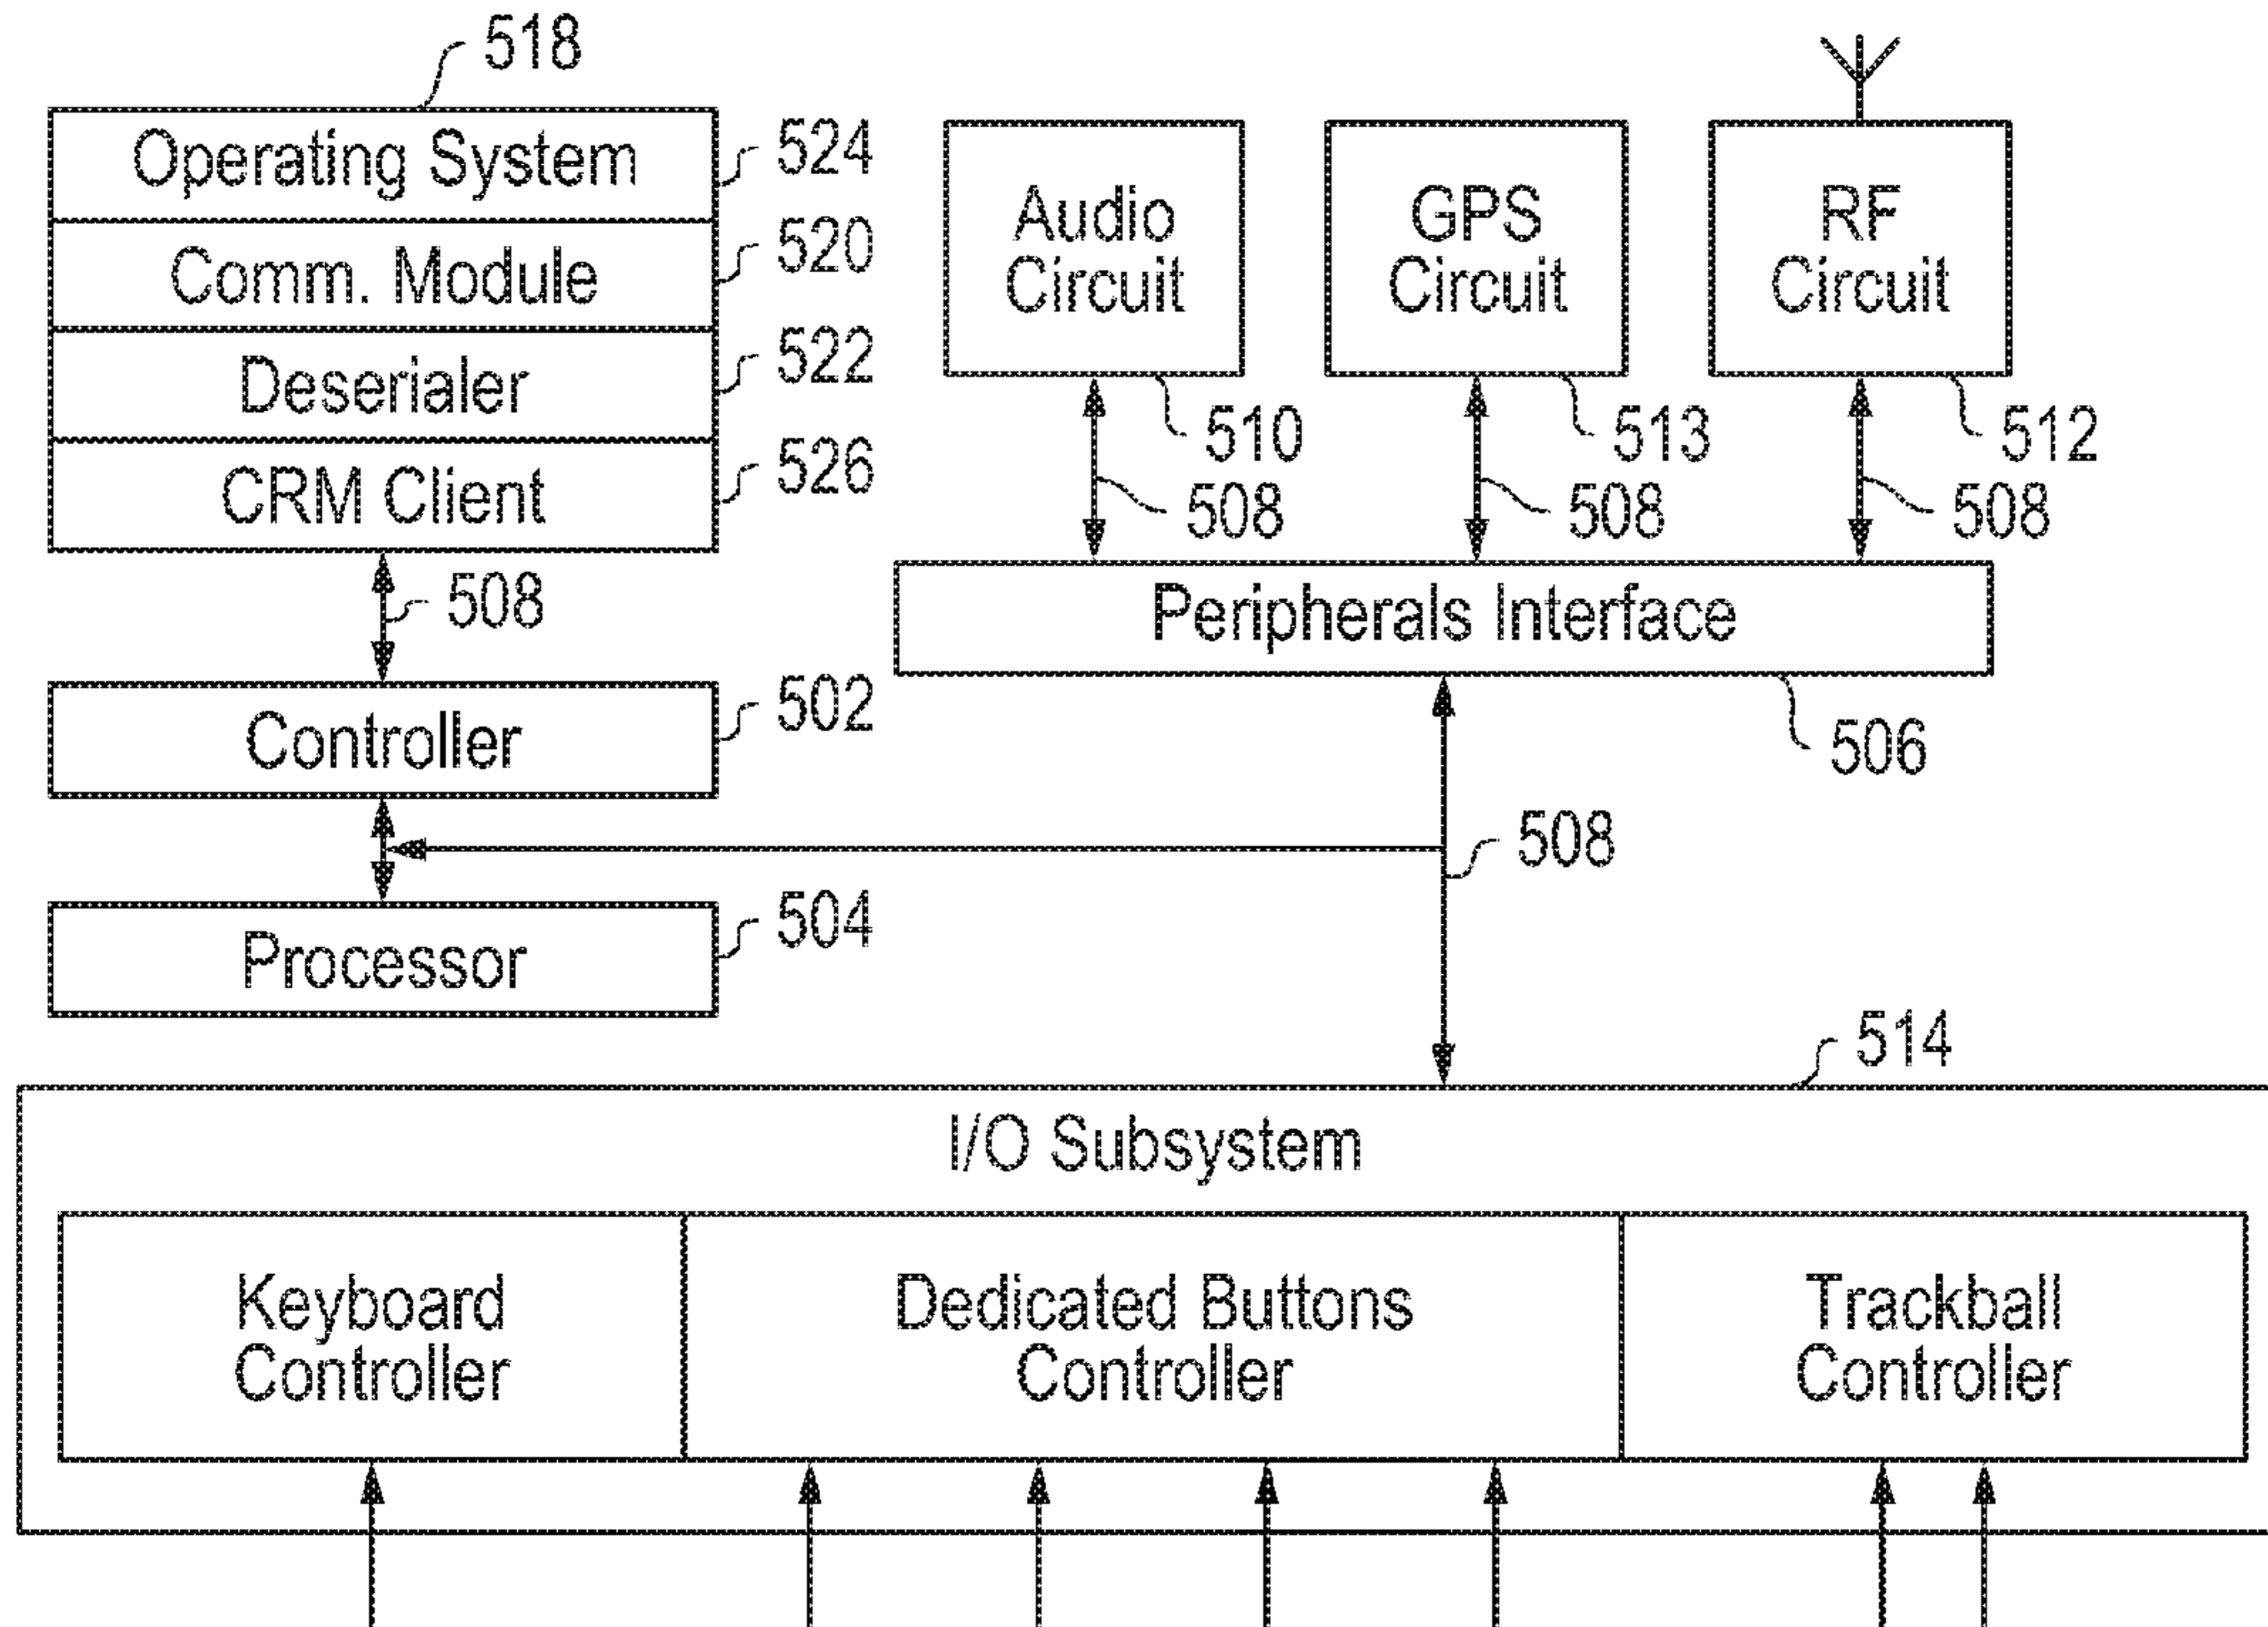 518
Operating System
524
Comm. Module
520
Deserialer
522
CRM Client
526
508
Controller
502
Processor
504
Audio
Circuit
510
508
GPS
Circuit
513
508
RF
Circuit
512
508
Peripherals Interface
506
508
514
I/O Subsystem
Keyboard
Controller
Dedicated Buttons
Controller
Trackball
Controller